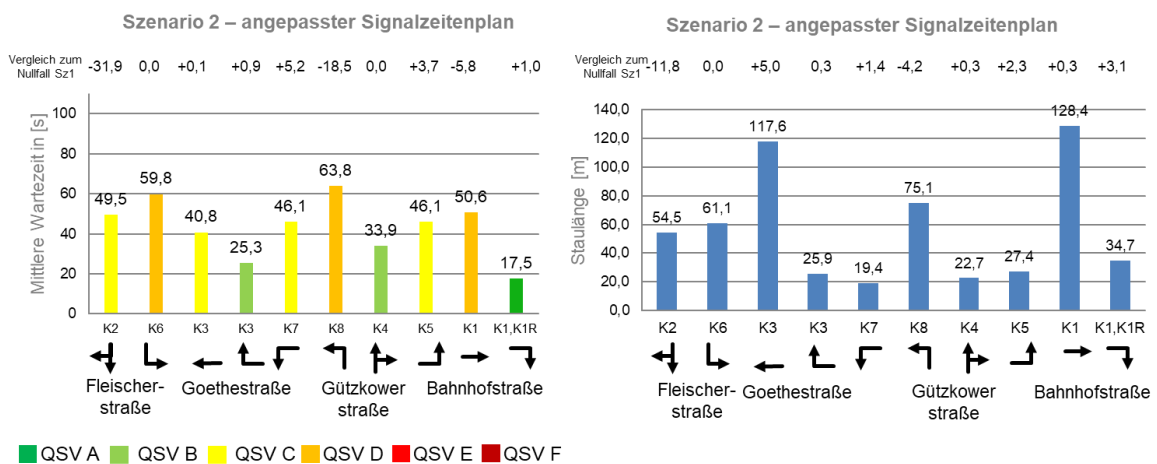 Szenario 2 – angepasster Signalzeitenplan
Vergleich zum
Nullfall Sz1
-31,9 0,0 +0,1 +0,9 +5,2 -18,5 0,0 +3,7 -5,8 +1,0
Mittlere Wartezeit in [s]
100
80
60
40
20
0
49,5 59,8 40,8 25,3 46,1 63,8 33,9 46,1 50,6 17,5
K2 K6 K3 K3 K7 K8 K4 K5 K1 K1,K1R
Fleischer-
straße
Goethestraße
Gützkower
straße
Bahnhofstraße
QSV A QSV B QSV C QSV D QSV E QSV F
Szenario 2 – angepasster Signalzeitenplan
Vergleich zum
Nullfall Sz1
-11,8 0,0 +5,0 0,3 +1,4 -4,2 +0,3 +2,3 +0,3 +3,1
Staulänge [m]
140,0
120,0
100,0
80,0
60,0
40,0
20,0
0,0
54,5 61,1 117,6 25,9 19,4 75,1 22,7 27,4 128,4 34,7
K2 K6 K3 K3 K7 K8 K4 K5 K1 K1,K1R
Fleischer-
straße
Goethestraße
Gützkower
straße
Bahnhofstraße